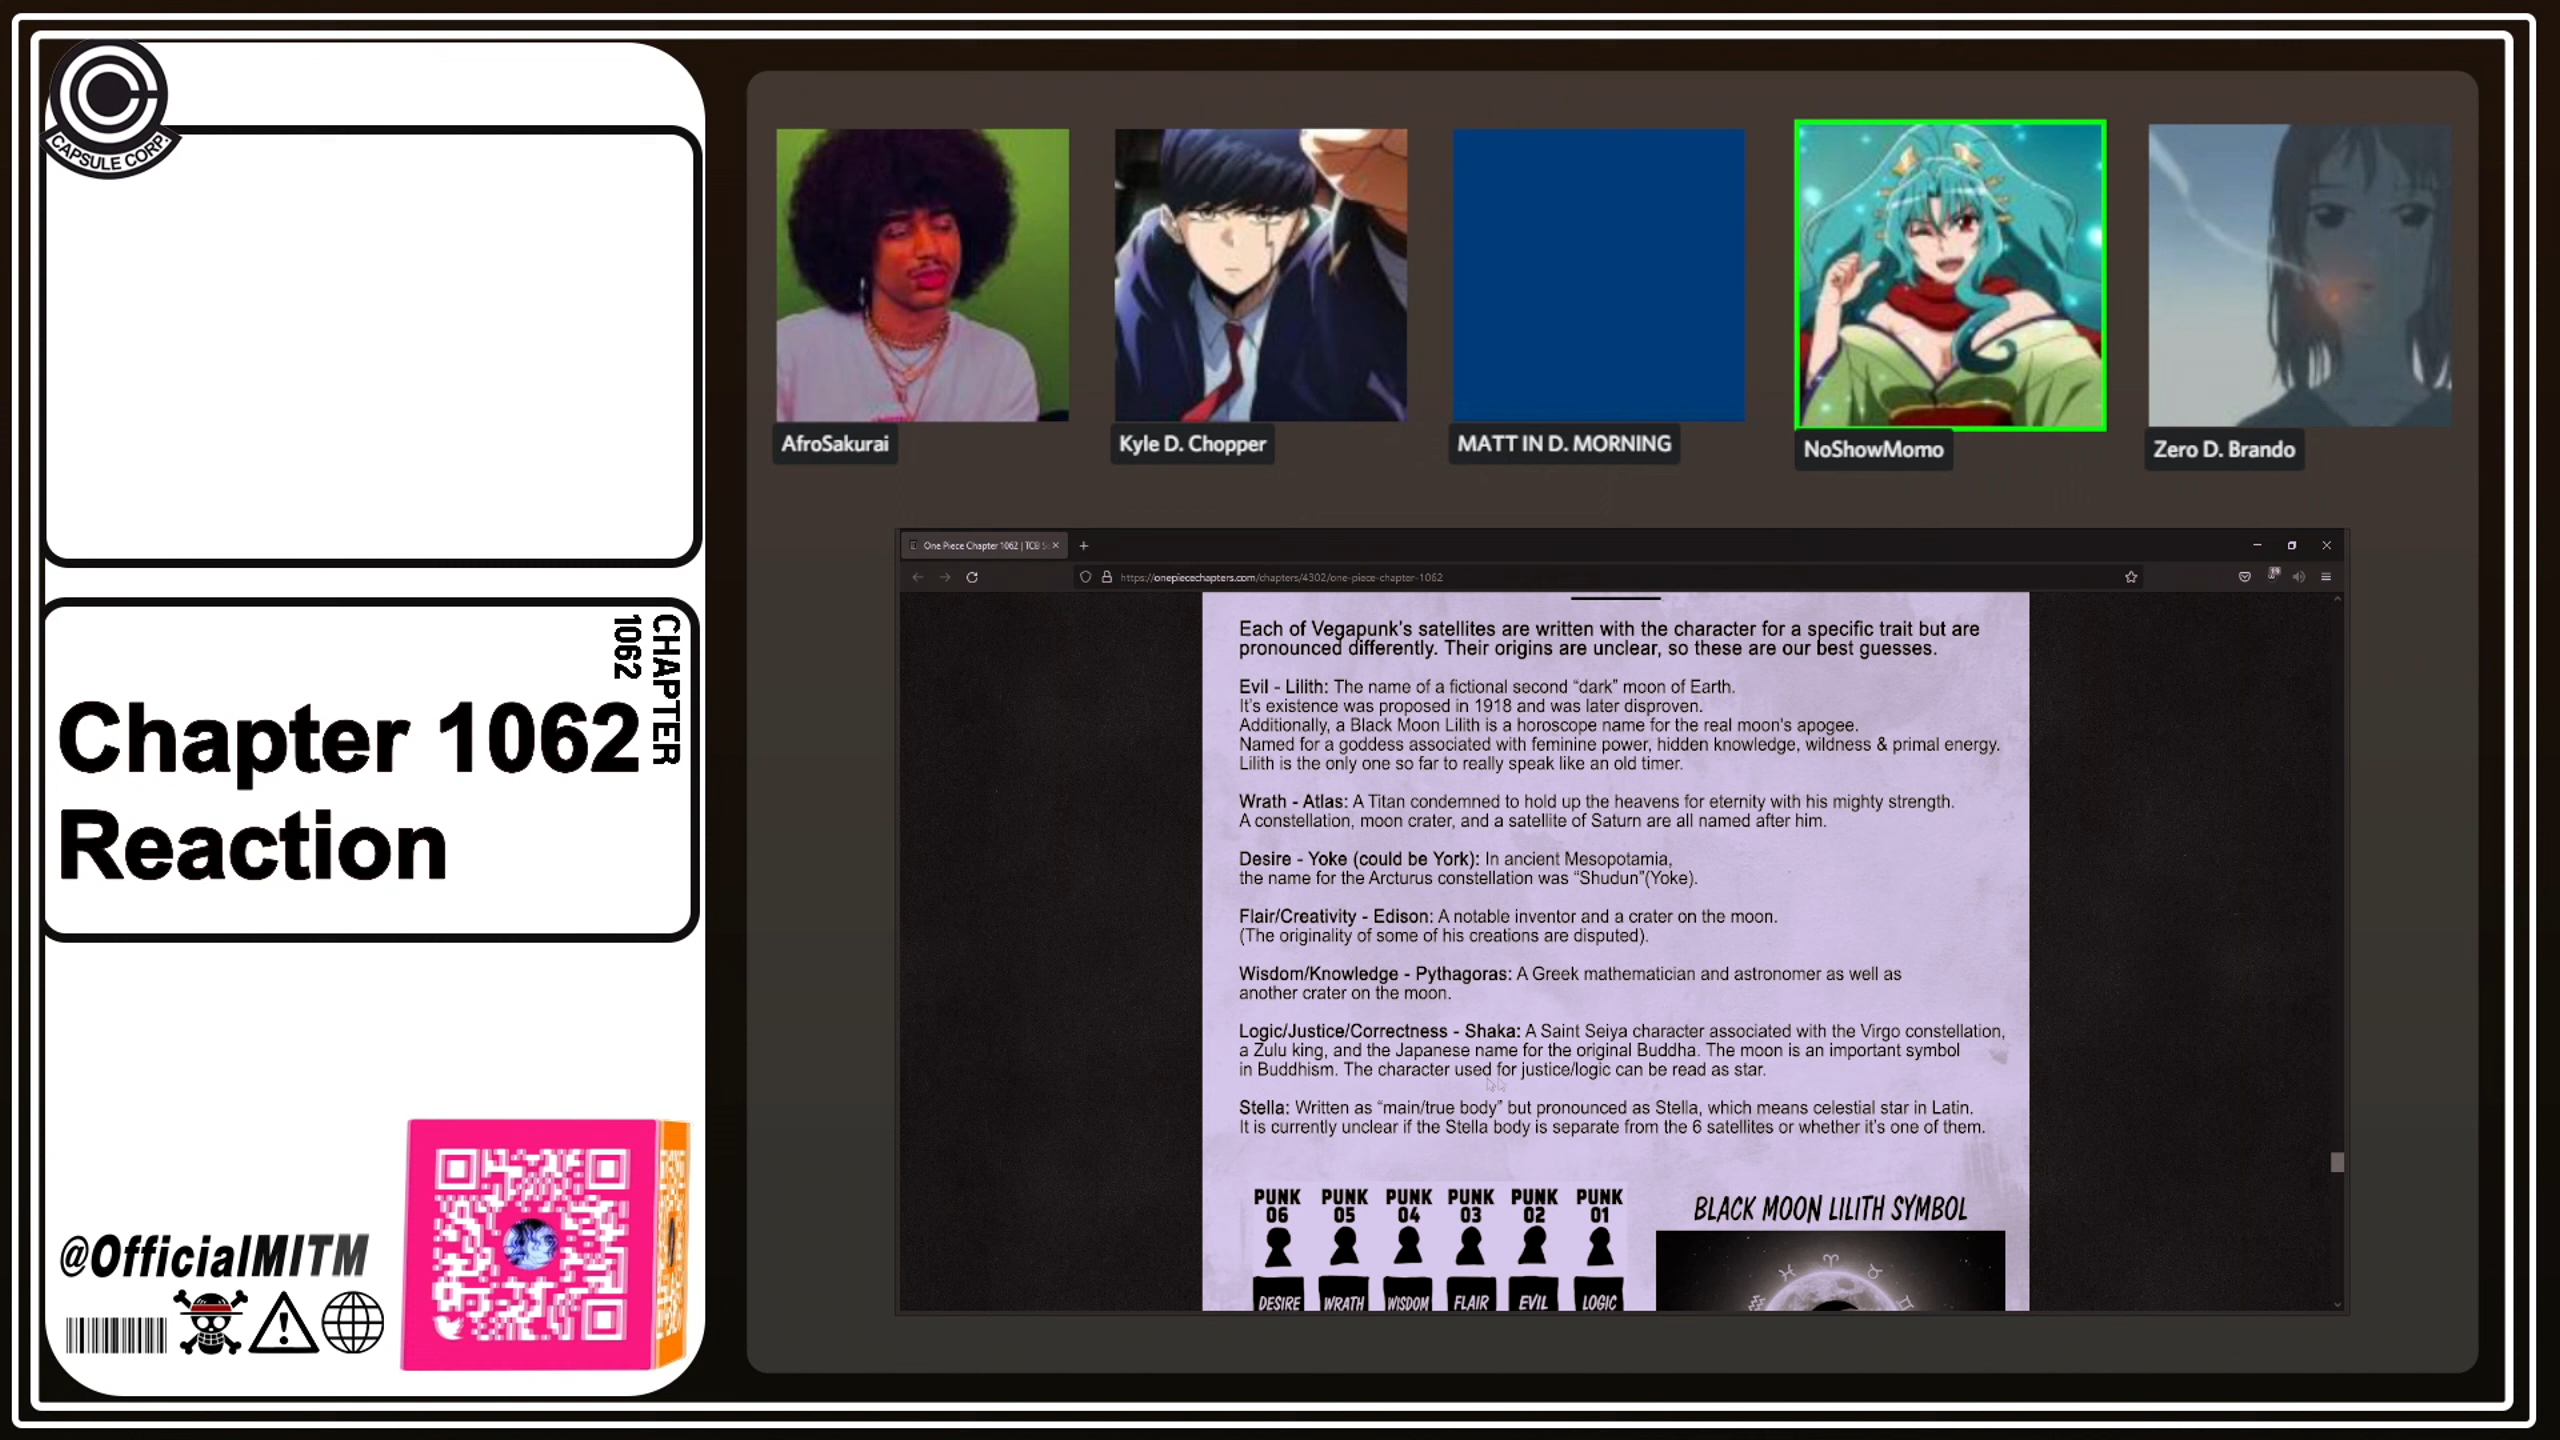 CAPSULE CORP.
CHAPTER
1062
Chapter 1062
Reaction
@OfficialMITM
AfroSakurai
Kyle D. Chopper
MATT IN D. MORNING
NoShowMomo
Zero D. Brando
One Piece Chapter 1062 | TCB S
https://onepiecechapters.com/chapters/4302/one-piece-chapter-1062
Each of Vegapunk's satellites are written with the character for a specific trait but are
pronounced differently. Their origins are unclear, so these are our best guesses.
Evil - Lilith: The name of a fictional second “dark” moon of Earth.
It's existence was proposed in 1918 and was later disproven.
Additionally, a Black Moon Lilith is a horoscope name for the real moon's apogee.
Named for a goddess associated with feminine power, hidden knowledge, wildness & primal energy.
Lilith is the only one so far to really speak like an old timer.
Wrath - Atlas: A Titan condemned to hold up the heavens for eternity with his mighty strength.
A constellation, moon crater, and a satellite of Saturn are all named after him.
Desire - Yoke (could be York): In ancient Mesopotamia,
the name for the Arcturus constellation was “Shudun”(Yoke).
Flair/Creativity - Edison: A notable inventor and a crater on the moon.
(The originality of some of his creations are disputed).
Wisdom/Knowledge - Pythagoras: A Greek mathematician and astronomer as well as
another crater on the moon.
Logic/Justice/Correctness - Shaka: A Saint Seiya character associated with the Virgo constellation,
a Zulu king, and the Japanese name for the original Buddha. The moon is an important symbol
in Buddhism. The character used for justice/logic can be read as star.
Stella: Written as “main/true body” but pronounced as Stella, which means celestial star in Latin.
It is currently unclear if the Stella body is separate from the 6 satellites or whether it's one of them.
PUNK 06 PUNK 05 PUNK 04 PUNK 03 PUNK 02 PUNK 01
DESIRE WRATH WISDOM FLAIR EVIL LOGIC
BLACK MOON LILITH SYMBOL